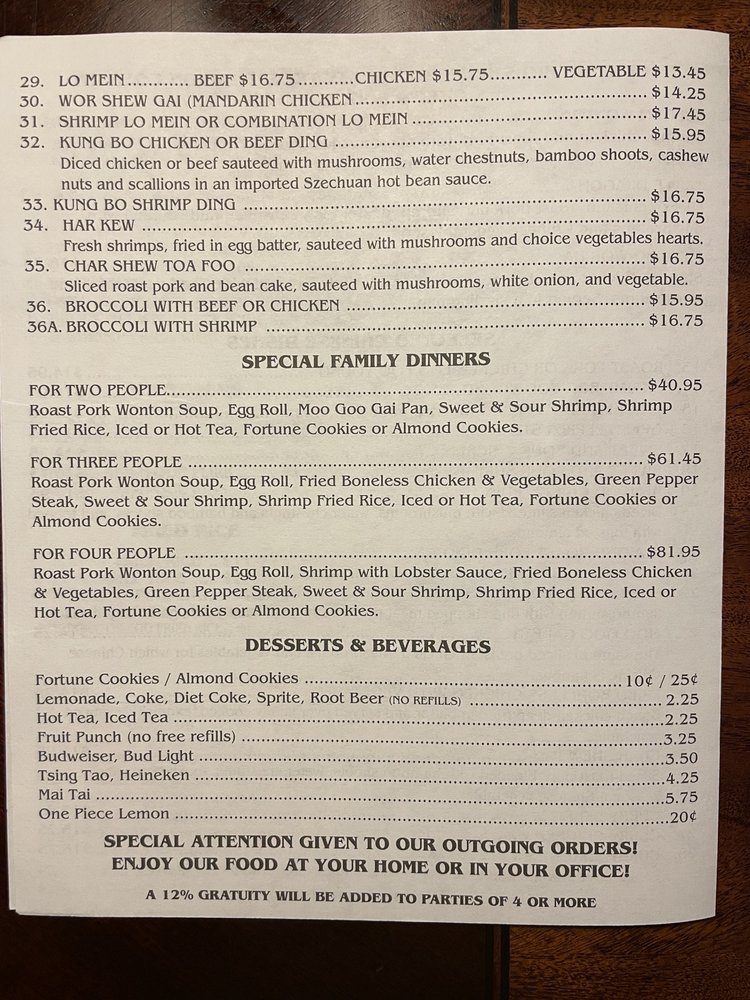 29. LO MEIN............ BEEF $16.75...........CHICKEN $15.75........... VEGETABLE $13.45
30. WOR SHEW GAI (MANDARIN CHICKEN ........................................................ $14.25
31. SHRIMP LO MEIN OR COMBINATION LO MEIN ............................................. $17.45
32. KUNG BO CHICKEN OR BEEF DING ........................................................... $15.95
Diced chicken or beef sauteed with mushrooms, water chestnuts, bamboo shoots, cashew
nuts and scallions in an imported Szechuan hot bean sauce.
33. KUNG BO SHRIMP DING ............................................................................ $16.75
34. HAR KEW ............................................................................................... $16.75
Fresh shrimps, fried in egg batter, sauteed with mushrooms and choice vegetables hearts.
35. CHAR SHEW TOA FOO ............................................................................ $16.75
Sliced roast pork and bean cake, sauteed with mushrooms, white onion, and vegetable.
36. BROCCOLI WITH BEEF OR CHICKEN ......................................................... $15.95
36A. BROCCOLI WITH SHRIMP ........................................................................ $16.75
SPECIAL FAMILY DINNERS
FOR TWO PEOPLE............................................................................................ $40.95
Roast Pork Wonton Soup, Egg Roll, Moo Goo Gai Pan, Sweet & Sour Shrimp, Shrimp
Fried Rice, Iced or Hot Tea, Fortune Cookies or Almond Cookies.
FOR THREE PEOPLE ....................................................................................... $61.45
Roast Pork Wonton Soup, Egg Roll, Fried Boneless Chicken & Vegetables, Green Pepper
Steak, Sweet & Sour Shrimp, Shrimp Fried Rice, Iced or Hot Tea, Fortune Cookies or
Almond Cookies.
FOR FOUR PEOPLE ........................................................................................ $81.95
Roast Pork Wonton Soup, Egg Roll, Shrimp with Lobster Sauce, Fried Boneless Chicken
& Vegetables, Green Pepper Steak, Sweet & Sour Shrimp, Shrimp Fried Rice, Iced or
Hot Tea, Fortune Cookies or Almond Cookies.
DESSERTS & BEVERAGES
Fortune Cookies / Almond Cookies ............................................................ 10¢ / 25¢
Lemonade, Coke, Diet Coke, Sprite, Root Beer (NO REFILLS) ..................................... 2.25
Hot Tea, Iced Tea ..............................................................................................2.25
Fruit Punch (no free refills) ................................................................................3.25
Budweiser, Bud Light .........................................................................................3.50
Tsing Tao, Heineken ..........................................................................................4.25
Mai Tai .............................................................................................................5.75
One Piece Lemon ...............................................................................................20¢
SPECIAL ATTENTION GIVEN TO OUR OUTGOING ORDERS!
ENJOY OUR FOOD AT YOUR HOME OR IN YOUR OFFICE!
A 12% GRATUITY WILL BE ADDED TO PARTIES OF 4 OR MORE